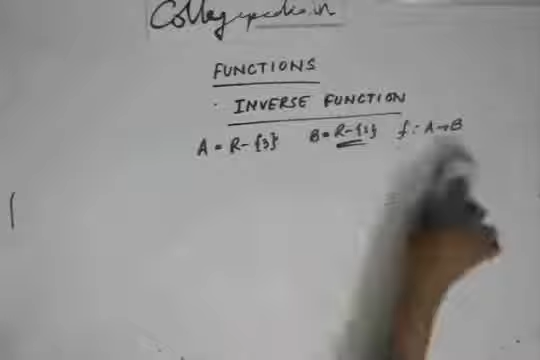 Collegepedia.in
FUNCTIONS
INVERSE FUNCTION
A = R-{3} B = R-{1} f: A→B